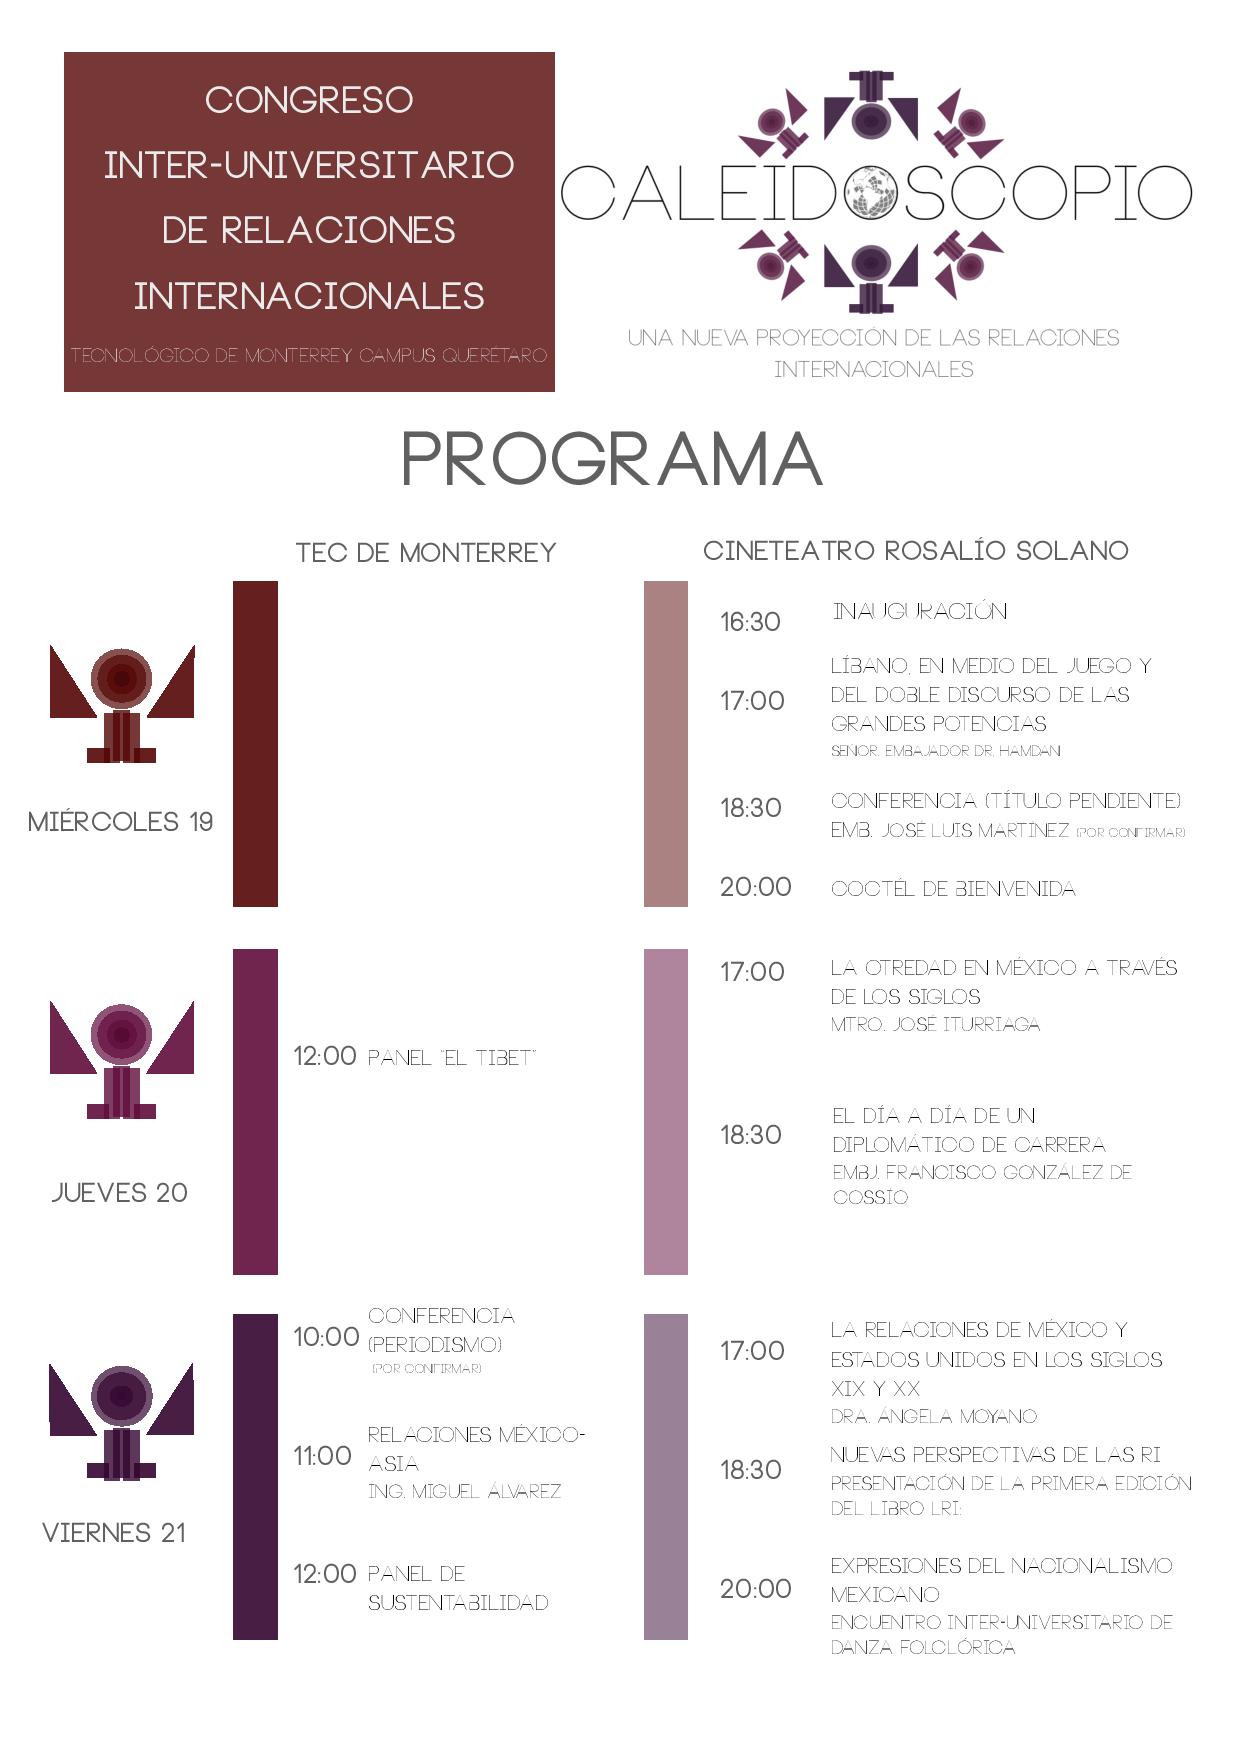 CONGRESO
INTER-UNIVERSITARIO
DE RELACIONES
INTERNACIONALES
TECNOLÓGICO DE MONTERREY CAMPUS QUERÉTARO
CALEIDOSCOPIO
UNA NUEVA PROYECCIÓN DE LAS RELACIONES
INTERNACIONALES
PROGRAMA
TEC DE MONTERREY
CINETEATRO ROSALÍO SOLANO
MIÉRCOLES 19
16:30 INAUGURACIÓN
LÍBANO, EN MEDIO DEL JUEGO Y
17:00 DEL DOBLE DISCURSO DE LAS
GRANDES POTENCIAS
SEÑOR. EMBAJADOR DR. HAMDAN
18:30 CONFERENCIA (TÍTULO PENDIENTE)
EMB. JOSÉ LUIS MARTÍNEZ (POR CONFIRMAR)
20:00 COCTÉL DE BIENVENIDA
JUEVES 20
12:00 PANEL "EL TIBET"
17:00 LA OTREDAD EN MÉXICO A TRAVÉS
DE LOS SIGLOS
MTRO. JOSÉ ITURRIAGA
EL DÍA A DÍA DE UN
18:30 DIPLOMÁTICO DE CARRERA
EMBJ. FRANCISCO GONZÁLEZ DE
COSSÍO
VIERNES 21
CONFERENCIA
10:00 (PERIODISMO)
(POR CONFIRMAR)
RELACIONES MÉXICO-
11:00 ASIA
ING. MIGUEL ÁLVAREZ
12:00 PANEL DE
SUSTENTABILIDAD
LA RELACIONES DE MÉXICO Y
17:00 ESTADOS UNIDOS EN LOS SIGLOS
XIX Y XX
DRA. ÁNGELA MOYANO
NUEVAS PERSPECTIVAS DE LAS RI
18:30 PRESENTACIÓN DE LA PRIMERA EDICIÓN
DEL LIBRO LRI:
EXPRESIONES DEL NACIONALISMO
20:00 MEXICANO
ENCUENTRO INTER-UNIVERSITARIO DE
DANZA FOLCLÓRICA